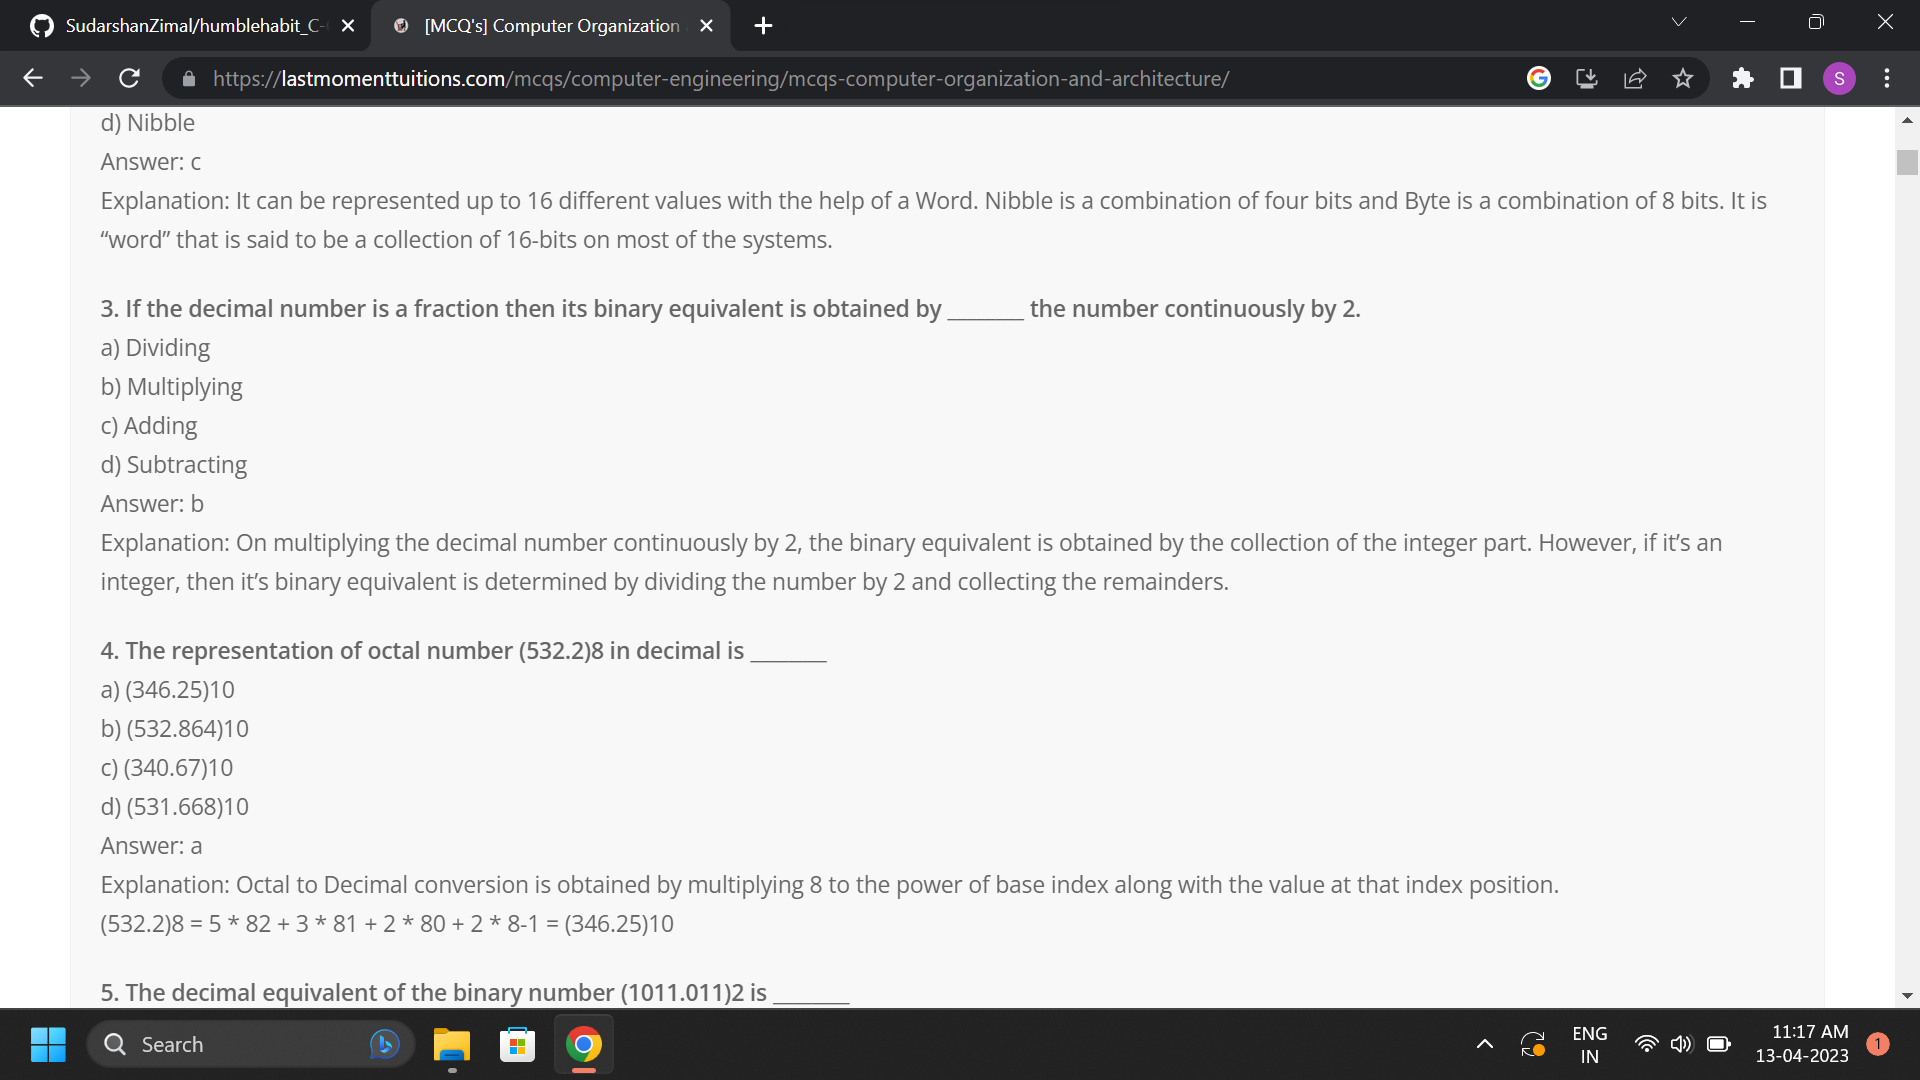 SudarshanZimal/humblehabit_C-
[MCQ's] Computer Organization
https://lastmomenttuitions.com/mcqs/computer-engineering/mcqs-computer-organization-and-architecture/
S
d) Nibble
Answer: c
Explanation: It can be represented up to 16 different values with the help of a Word. Nibble is a combination of four bits and Byte is a combination of 8 bits. It is
“word” that is said to be a collection of 16-bits on most of the systems.
3. If the decimal number is a fraction then its binary equivalent is obtained by ________ the number continuously by 2.
a) Dividing
b) Multiplying
c) Adding
d) Subtracting
Answer: b
Explanation: On multiplying the decimal number continuously by 2, the binary equivalent is obtained by the collection of the integer part. However, if it’s an
integer, then it’s binary equivalent is determined by dividing the number by 2 and collecting the remainders.
4. The representation of octal number (532.2)8 in decimal is ________
a) (346.25)10
b) (532.864)10
c) (340.67)10
d) (531.668)10
Answer: a
Explanation: Octal to Decimal conversion is obtained by multiplying 8 to the power of base index along with the value at that index position.
(532.2)8 = 5 * 82 + 3 * 81 + 2 * 80 + 2 * 8-1 = (346.25)10
5. The decimal equivalent of the binary number (1011.011)2 is ________
Search
ENG
IN
11:17 AM
13-04-2023
1